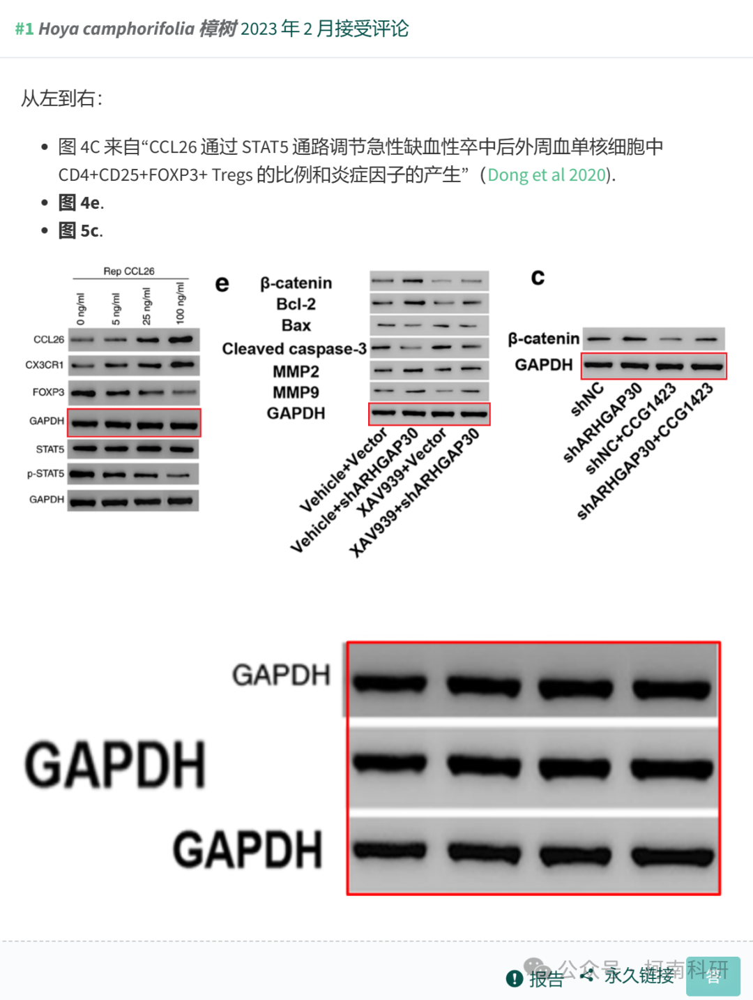 #1 Hoya camphorifolia 樟树 2023 年 2 月接受评论
从左到右：
• 图 4C 来自“CCL26 通过 STAT5 通路调节急性缺血性卒中后外周血单核细胞中
CD4+CD25+FOXP3+ Tregs 的比例和炎症因子的产生”（Dong et al 2020).
• 图 4e.
• 图 5c.
Rep CCL26
0 ng/ml
5 ng/ml
25 ng/ml
100 ng/ml
CCL26
CX3CR1
FOXP3
GAPDH
STAT5
p-STAT5
GAPDH
e
β-catenin
Bcl-2
Bax
Cleaved caspase-3
MMP2
MMP9
GAPDH
Vehicle+Vector
Vehicle+shARHGAP30
XAV939+Vector
XAV939+shARHGAP30
c
β-catenin
GAPDH
shNC
shARHGAP30
shNC+CCG1423
shARHGAP30+CCG1423
GAPDH
GAPDH
GAPDH
报告
永久链接
答
公众号 · 柯南科研